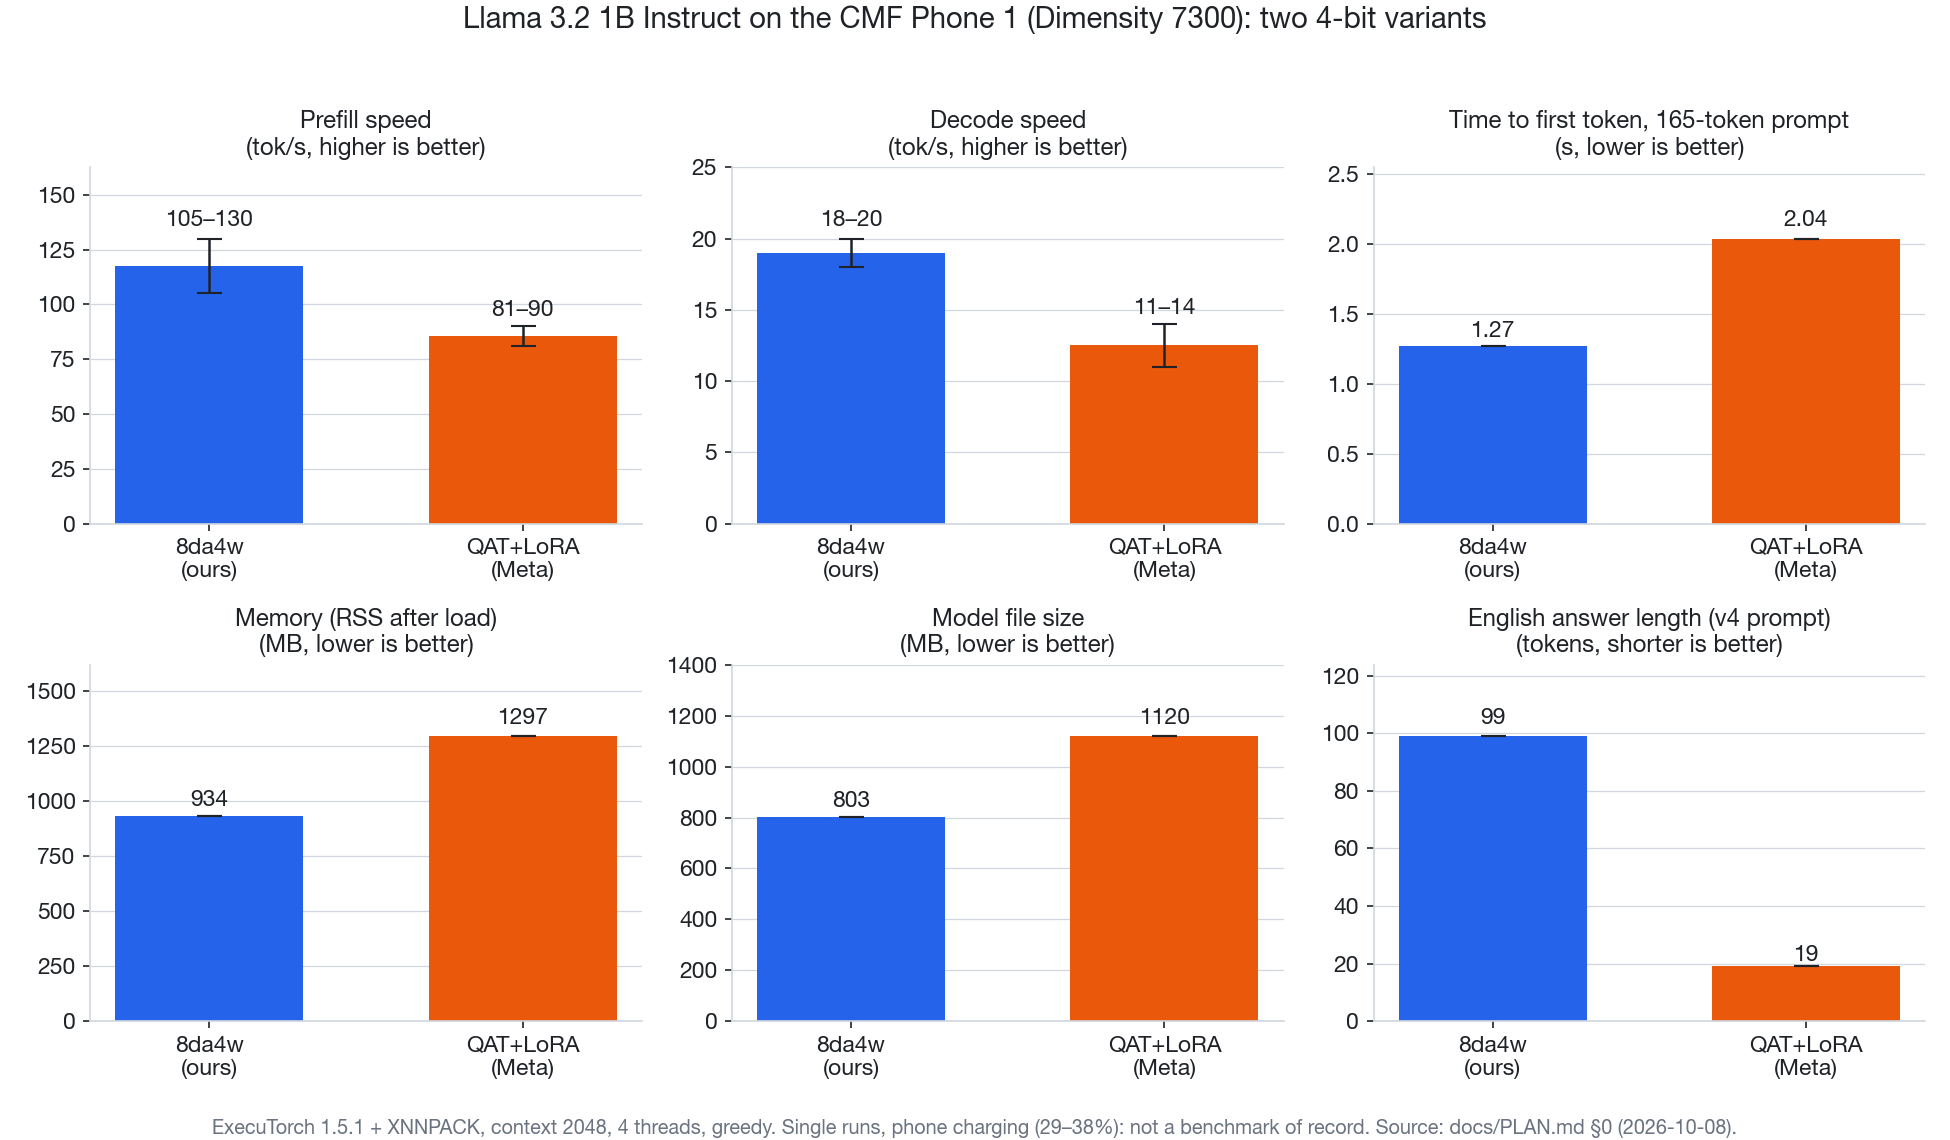 Llama 3.2 1B Instruct on the CMF Phone 1 (Dimensity 7300): two 4-bit variants
Prefill speed
(tok/s, higher is better)
150
125
100
75
50
25
0
105–130
81–90
8da4w
(ours)
QAT+LoRA
(Meta)
Decode speed
(tok/s, higher is better)
25
20
15
10
5
0
18–20
11–14
8da4w
(ours)
QAT+LoRA
(Meta)
Time to first token, 165-token prompt
(s, lower is better)
2.5
2.0
1.5
1.0
0.5
0.0
1.27
2.04
8da4w
(ours)
QAT+LoRA
(Meta)
Memory (RSS after load)
(MB, lower is better)
1500
1250
1000
750
500
250
0
934
1297
8da4w
(ours)
QAT+LoRA
(Meta)
Model file size
(MB, lower is better)
1400
1200
1000
800
600
400
200
0
803
1120
8da4w
(ours)
QAT+LoRA
(Meta)
English answer length (v4 prompt)
(tokens, shorter is better)
120
100
80
60
40
20
0
99
19
8da4w
(ours)
QAT+LoRA
(Meta)
ExecuTorch 1.5.1 + XNNPACK, context 2048, 4 threads, greedy. Single runs, phone charging (29–38%): not a benchmark of record. Source: docs/PLAN.md §0 (2026-10-08).